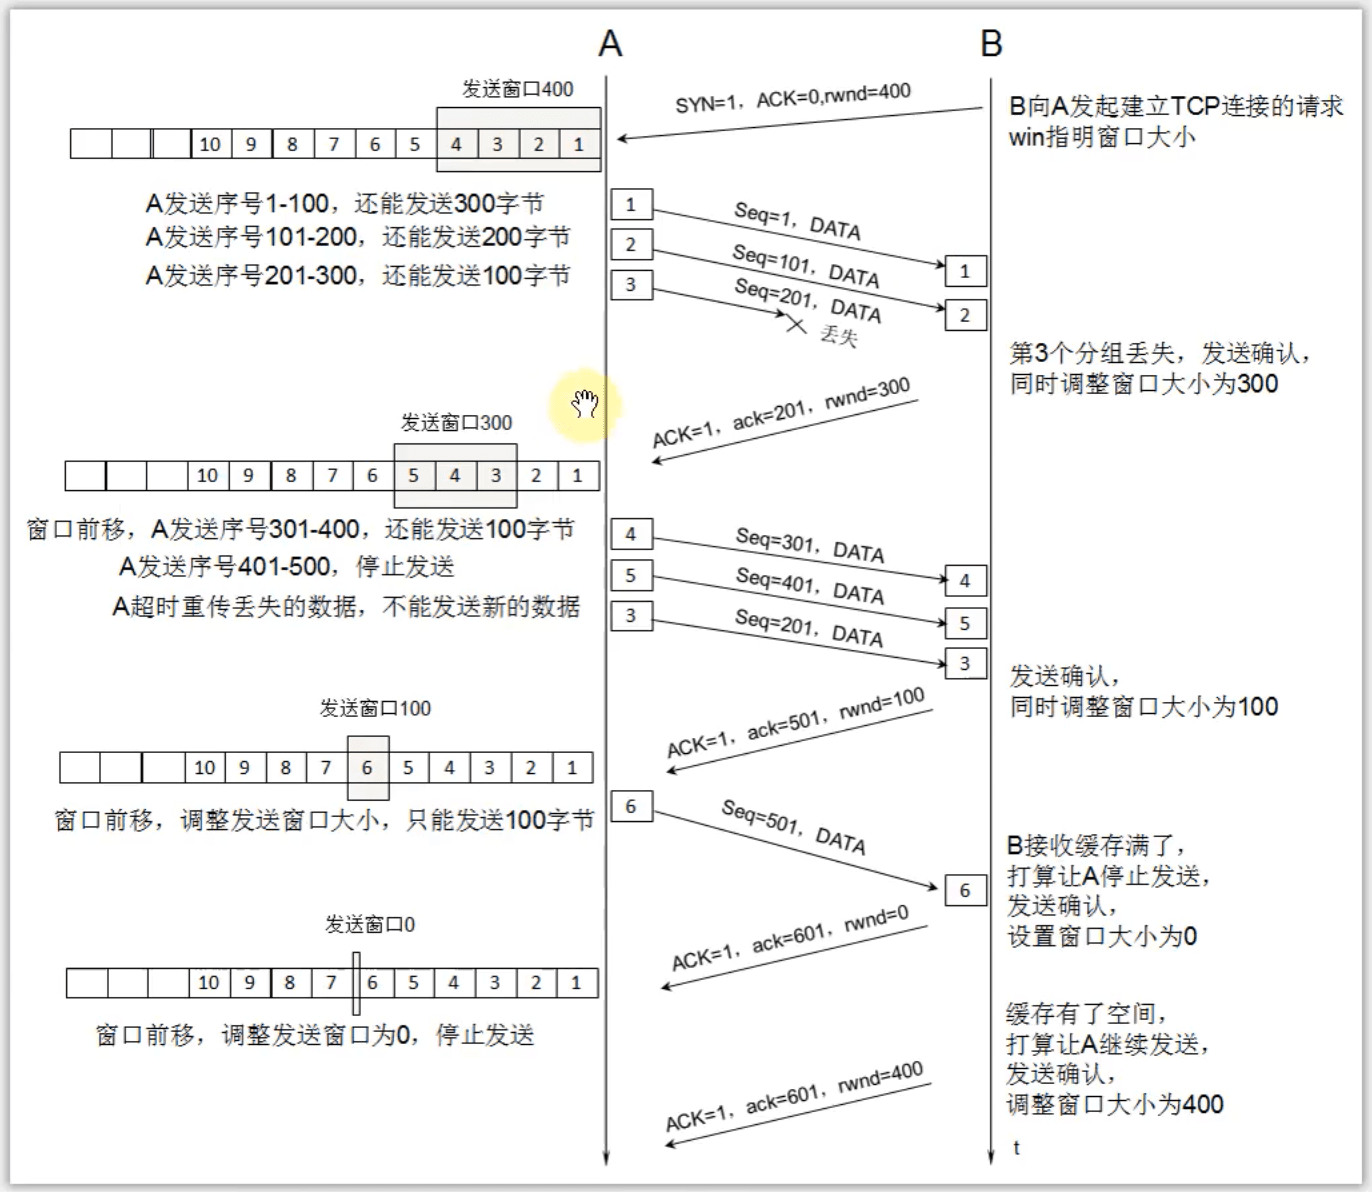 A
B
发送窗口400
SYN=1，ACK=0,rwnd=400
B向A发起建立TCP连接的请求
win指明窗口大小
10 9 8 7 6 5 4 3 2 1
A发送序号1-100，还能发送300字节
A发送序号101-200，还能发送200字节
A发送序号201-300，还能发送100字节
1
2
3
Seq=1，DATA
Seq=101，DATA
Seq=201，DATA
丢失
1
2
第3个分组丢失，发送确认，
同时调整窗口大小为300
ACK=1，ack=201，rwnd=300
发送窗口300
10 9 8 7 6 5 4 3 2 1
窗口前移，A发送序号301-400，还能发送100字节
A发送序号401-500，停止发送
A超时重传丢失的数据，不能发送新的数据
4
5
3
Seq=301，DATA
Seq=401，DATA
Seq=201，DATA
4
5
3
发送确认，
同时调整窗口大小为100
ACK=1，ack=501，rwnd=100
发送窗口100
10 9 8 7 6 5 4 3 2 1
窗口前移，调整发送窗口大小，只能发送100字节
6
Seq=501，DATA
6
B接收缓存满了，
打算让A停止发送，
发送确认，
设置窗口大小为0
ACK=1，ack=601，rwnd=0
发送窗口0
10 9 8 7 6 5 4 3 2 1
窗口前移，调整发送窗口为0，停止发送
缓存有了空间，
打算让A继续发送，
发送确认，
调整窗口大小为400
ACK=1，ack=601，rwnd=400
t